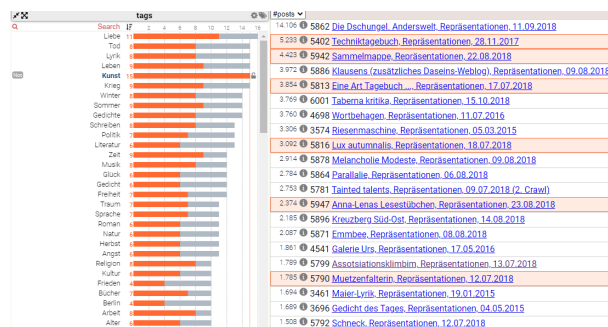 tags
#posts
Search
2 4 6 8 10 12 14 16
Liebe 11
Tod
Lyrik
Leben
Not
Kunst 15
Krieg
Winter
Sommer
Gedichte
Schreiben
Politik
Literatur
Zeit
Musik
Glück
Gedicht
Freiheit
Traum
Sprache
Roman
Natur
Herbst
Angst
Religion
Kultur
Frieden
Bücher
Berlin
Arbeit
Alter
14.106 5862 Die Dschungel. Anderswelt, Repräsentationen, 11.09.2018
5.233 5402 Techniktagebuch, Repräsentationen, 28.11.2017
4.423 5942 Sammelmappe, Repräsentationen, 22.08.2018
3.972 5886 Klausens (zusätzliches Daseins-Weblog), Repräsentationen, 09.08.2018
3.854 5813 Eine Art Tagebuch ..., Repräsentationen, 17.07.2018
3.769 6001 Taberna kritika, Repräsentationen, 15.10.2018
3.760 4698 Wortbehagen, Repräsentationen, 11.07.2016
3.306 3574 Riesenmaschine, Repräsentationen, 05.03.2015
3.092 5816 Lux autumnalis, Repräsentationen, 18.07.2018
2.914 5878 Melancholie Modeste, Repräsentationen, 09.08.2018
2.784 5864 Parallalie, Repräsentationen, 06.08.2018
2.753 5781 Tainted talents, Repräsentationen, 09.07.2018 (2. Crawl)
2.374 5947 Anna-Lenas Lesestübchen, Repräsentationen, 23.08.2018
2.185 5896 Kreuzberg Süd-Ost, Repräsentationen, 14.08.2018
2.087 5871 Emmbee, Repräsentationen, 08.08.2018
1.861 4541 Galerie Urs, Repräsentationen, 17.05.2016
1.789 5799 Assotsiationsklimbim, Repräsentationen, 13.07.2018
1.785 5790 Muetzenfalterin, Repräsentationen, 12.07.2018
1.694 3461 Maier-Lyrik, Repräsentationen, 19.01.2015
1.689 3696 Gedicht des Tages, Repräsentationen, 04.05.2015
1.508 5792 Schneck, Repräsentationen, 12.07.2018